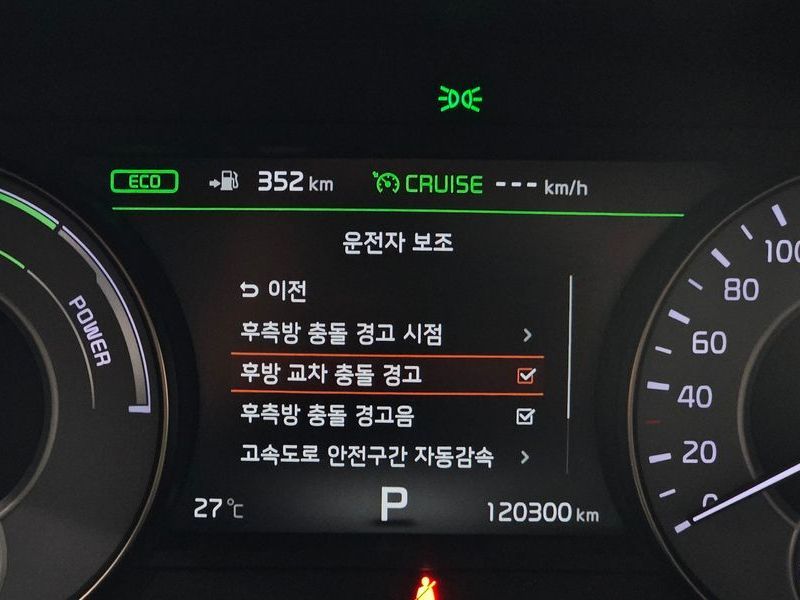 ECO 352 km CRUISE --- km/h
운전자 보조
이전
후측방 충돌 경고 시점
후방 교차 충돌 경고
후측방 충돌 경고음
고속도로 안전구간 자동감속
27℃ P 120300 km
POWER
100
80
60
40
20
0